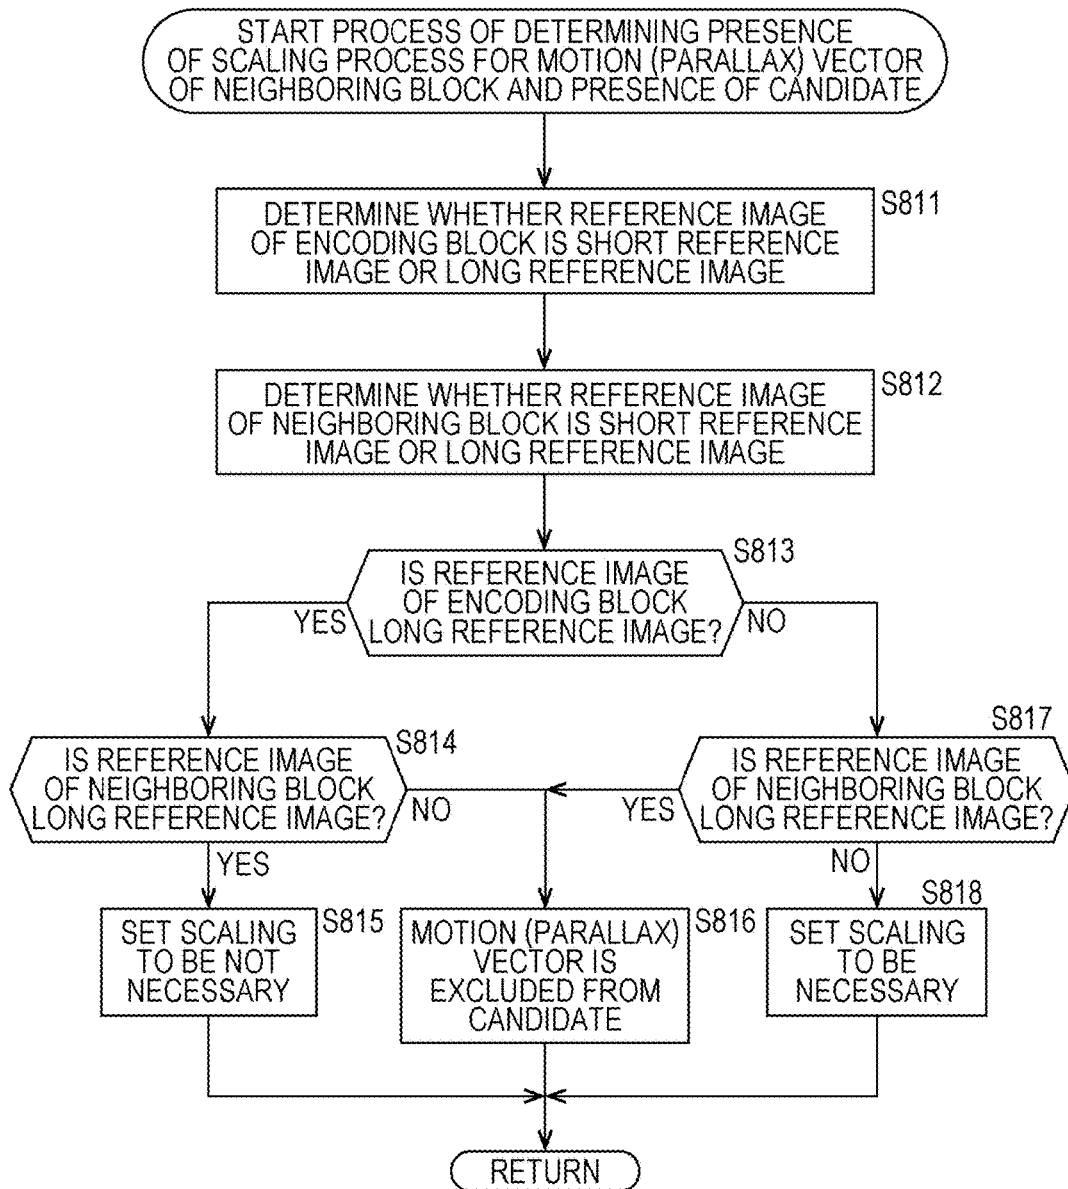 START PROCESS OF DETERMINING PRESENCE
OF SCALING PROCESS FOR MOTION (PARALLAX) VECTOR
OF NEIGHBORING BLOCK AND PRESENCE OF CANDIDATE
S811
DETERMINE WHETHER REFERENCE IMAGE
OF ENCODING BLOCK IS SHORT REFERENCE
IMAGE OR LONG REFERENCE IMAGE
S812
DETERMINE WHETHER REFERENCE IMAGE
OF NEIGHBORING BLOCK IS SHORT REFERENCE
IMAGE OR LONG REFERENCE IMAGE
S813
IS REFERENCE IMAGE
OF ENCODING BLOCK
LONG REFERENCE IMAGE?
YES
NO
S814
IS REFERENCE IMAGE
OF NEIGHBORING BLOCK
LONG REFERENCE IMAGE?
NO
YES
S817
IS REFERENCE IMAGE
OF NEIGHBORING BLOCK
LONG REFERENCE IMAGE?
YES
NO
S815
SET SCALING
TO BE NOT
NECESSARY
S816
MOTION (PARALLAX)
VECTOR IS
EXCLUDED FROM
CANDIDATE
S818
SET SCALING
TO BE
NECESSARY
RETURN